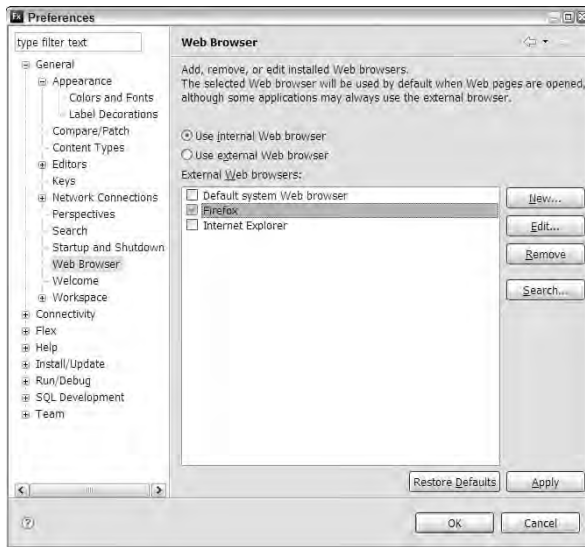 Fx Preferences
type filter text
General
Appearance
Colors and Fonts
Label Decorations
Compare/Patch
Content Types
Editors
Keys
Network Connections
Perspectives
Search
Startup and Shutdown
Web Browser
Welcome
Workspace
Connectivity
Flex
Help
Install/Update
Run/Debug
SQL Development
Team
Web Browser
Add, remove, or edit installed Web browsers.
The selected Web browser will be used by default when Web pages are opened,
although some applications may always use the external browser.
Use internal Web browser
Use external Web browser
External Web browsers:
Default system Web browser
Firefox
Internet Explorer
New...
Edit...
Remove
Search...
Restore Defaults
Apply
OK
Cancel